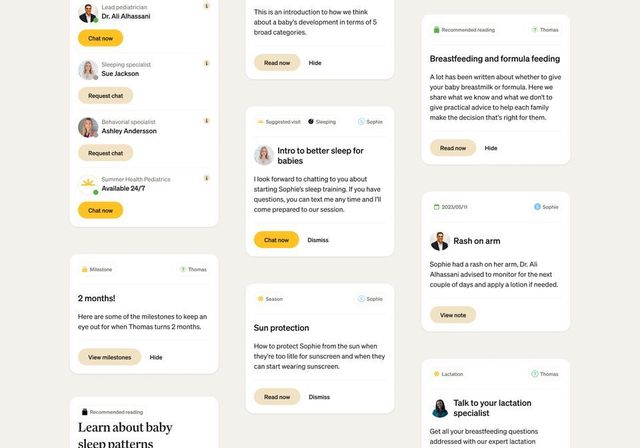 Lead pediatrician
Dr. Ali Alhassani
Chat now
Sleeping specialist
Sue Jackson
Request chat
Behavorial specialist
Ashley Andersson
Request chat
Summer Health Pediatrics
Available 24/7
Chat now
Milestone
Thomas
2 months!
Here are some of the milestones to keep an
eye out for when Thomas turns 2 months.
View milestones
Hide
Recommended reading
Learn about baby
sleep patterns
This is an introduction to how we think
about a baby's development in terms of 5
broad categories.
Read now
Hide
Suggested visit
Sleeping
S
Sophie
Intro to better sleep for
babies
I look forward to chatting to you about
starting Sophie's sleep training. If you have
questions, you can text me any time and I'll
come prepared to our session.
Chat now
Dismiss
Season
S
Sophie
Sun protection
How to protect Sophie from the sun when
they're too litle for sunscreen and when they
can start wearing sunscreen.
Read now
Dismiss
Recommended reading
T
Thomas
Breastfeeding and formula feeding
A lot has been written about whether to give
your baby breastmilk or formula. Here we
share what we know and what we don't to
give practical advice to help each family
make the decision that's right for them.
Read now
Hide
2023/05/11
S
Sophie
Rash on arm
Sophie had a rash on her arm, Dr. Ali
Alhassani advised to monitor for the next
couple of days and apply a lotion if needed.
View note
Lactation
T
Thomas
Talk to your lactation
specialist
Get all your breastfeeding questions
addressed with our expert lactation